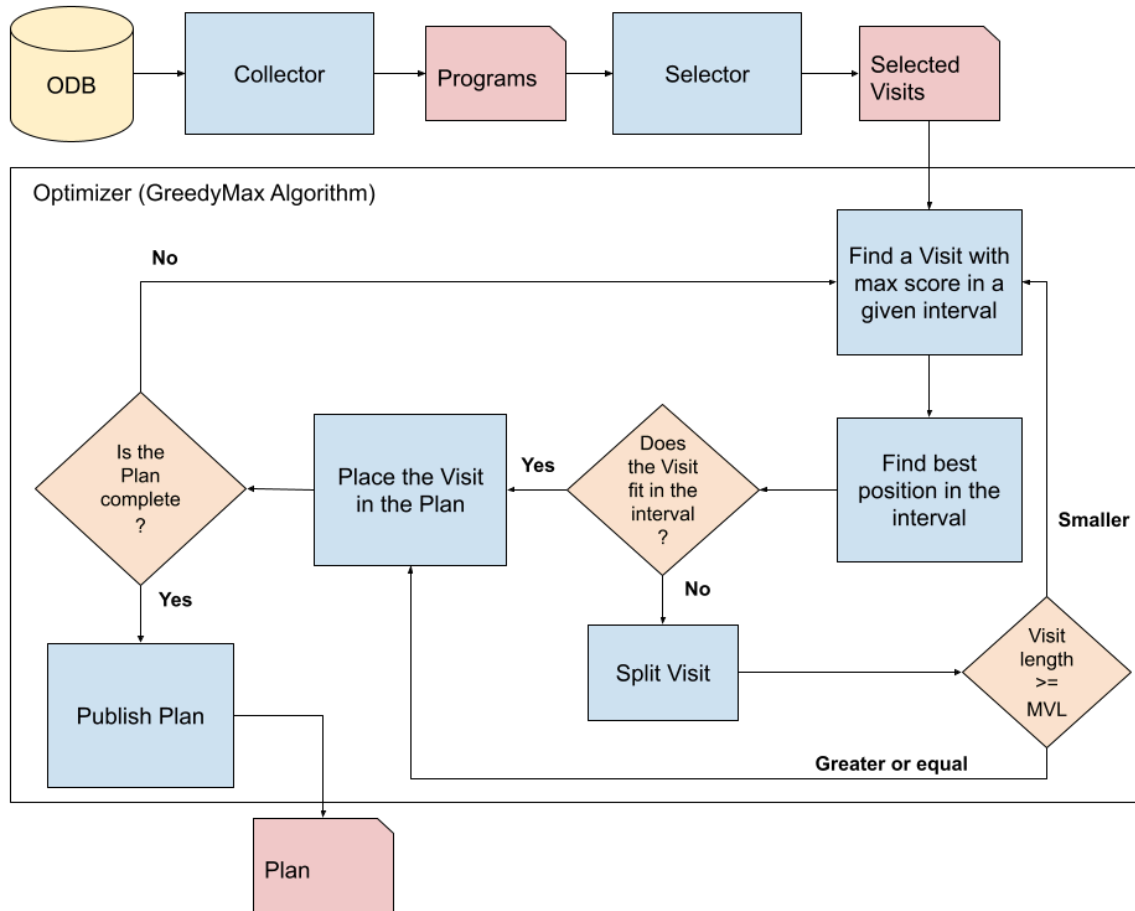 ODB
Collector
Programs
Selector
Selected
Visits
Optimizer (GreedyMax Algorithm)
No
Find a Visit with
max score in a
given interval
Is the
Plan
complete
?
Place the Visit
in the Plan
Yes
Does
the Visit
fit in the
interval
?
Find best
position in the
interval
Smaller
Yes
No
Publish Plan
Split Visit
Visit
length
>=
MVL
Greater or equal
Plan